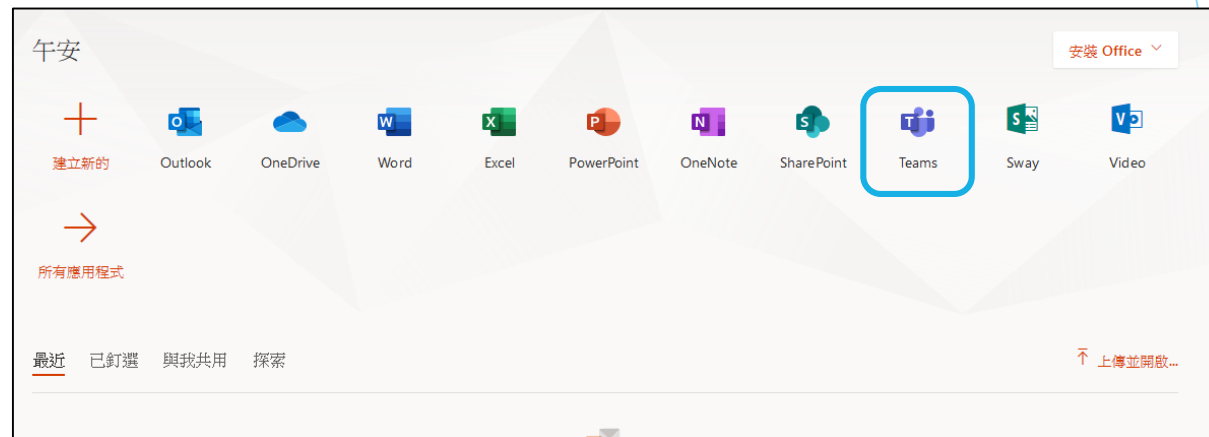 午安
安裝 Office
建立新的 Outlook OneDrive Word Excel PowerPoint OneNote SharePoint Teams Sway Video
所有應用程式
最近 已釘選 與我共用 探索
上傳並開啟...